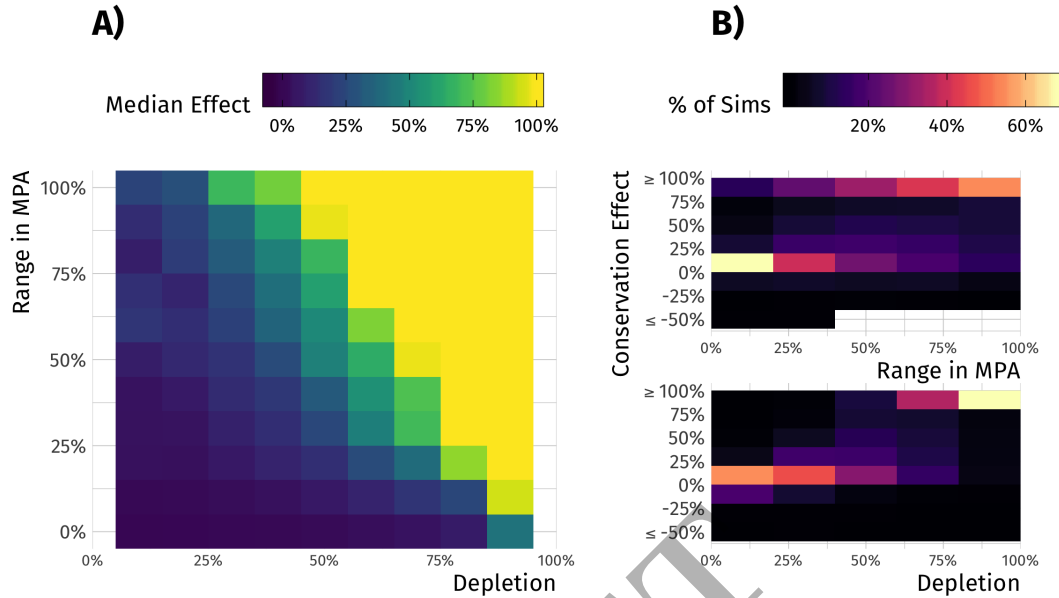 A)
B)
Median Effect
0% 25% 50% 75% 100%
% of Sims
20% 40% 60%
Range in MPA
100%
75%
50%
25%
0%
0% 25% 50% 75% 100%
Depletion
Conservation Effect
≥ 100%
75%
50%
25%
0%
-25%
≤ -50%
0% 25% 50% 75% 100%
Range in MPA
≥ 100%
75%
50%
25%
0%
-25%
≤ -50%
0% 25% 50% 75% 100%
Depletion
T